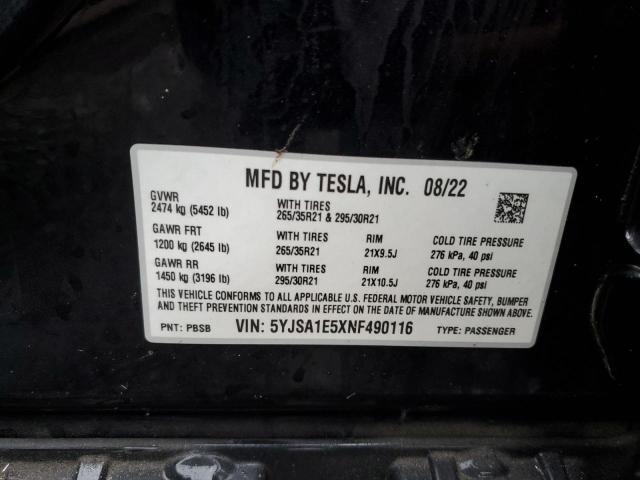 MFD BY TESLA, INC. 08/22
GVWR
2474 kg (5452 lb)
WITH TIRES
265/35R21 & 295/30R21
GAWR FRT
1200 kg (2645 lb)
265/35R21
RIM
21X9.5J
COLD TIRE PRESSURE
276 kPa, 40 psi
GAWR RR
1450 kg (3196 lb)
WITH TIRES
295/30R21
RIM
21X10.5J
COLD TIRE PRESSURE
276 kPa, 40 psi
THIS VEHICLE CONFORMS TO ALL APPLICABLE U.S. FEDERAL MOTOR VEHICLE SAFETY, BUMPER
AND THEFT PREVENTION STANDARDS IN EFFECT ON THE DATE OF MANUFACTURE SHOWN ABOVE.
PNT: PBSB VIN: 5YJSA1E5XNF490116 TYPE: PASSENGER